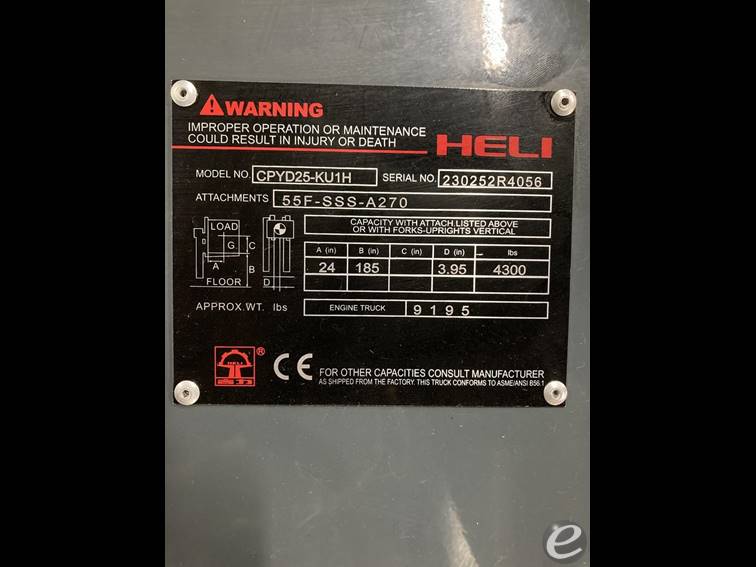 WARNING
IMPROPER OPERATION OR MAINTENANCE
COULD RESULT IN INJURY OR DEATH
HELI
MODEL NO. CPYD25-KU1H SERIAL NO. 230252R4056
ATTACHMENTS 55F-SSS-A270
CAPACITY WITH ATTACH LISTED ABOVE
OR WITH FORKS-UPRIGHTS VERTICAL
LOAD
G C
A
B
FLOOR D
A (in) B (in) C (in) D (in) lbs
24 185 3.95 4300
APPROX.WT. lbs ENGINE TRUCK 9195
HELI
合力
®
CE
FOR OTHER CAPACITIES CONSULT MANUFACTURER
AS SHIPPED FROM THE FACTORY. THIS TRUCK CONFORMS TO ASME/ANSI B56.1
e